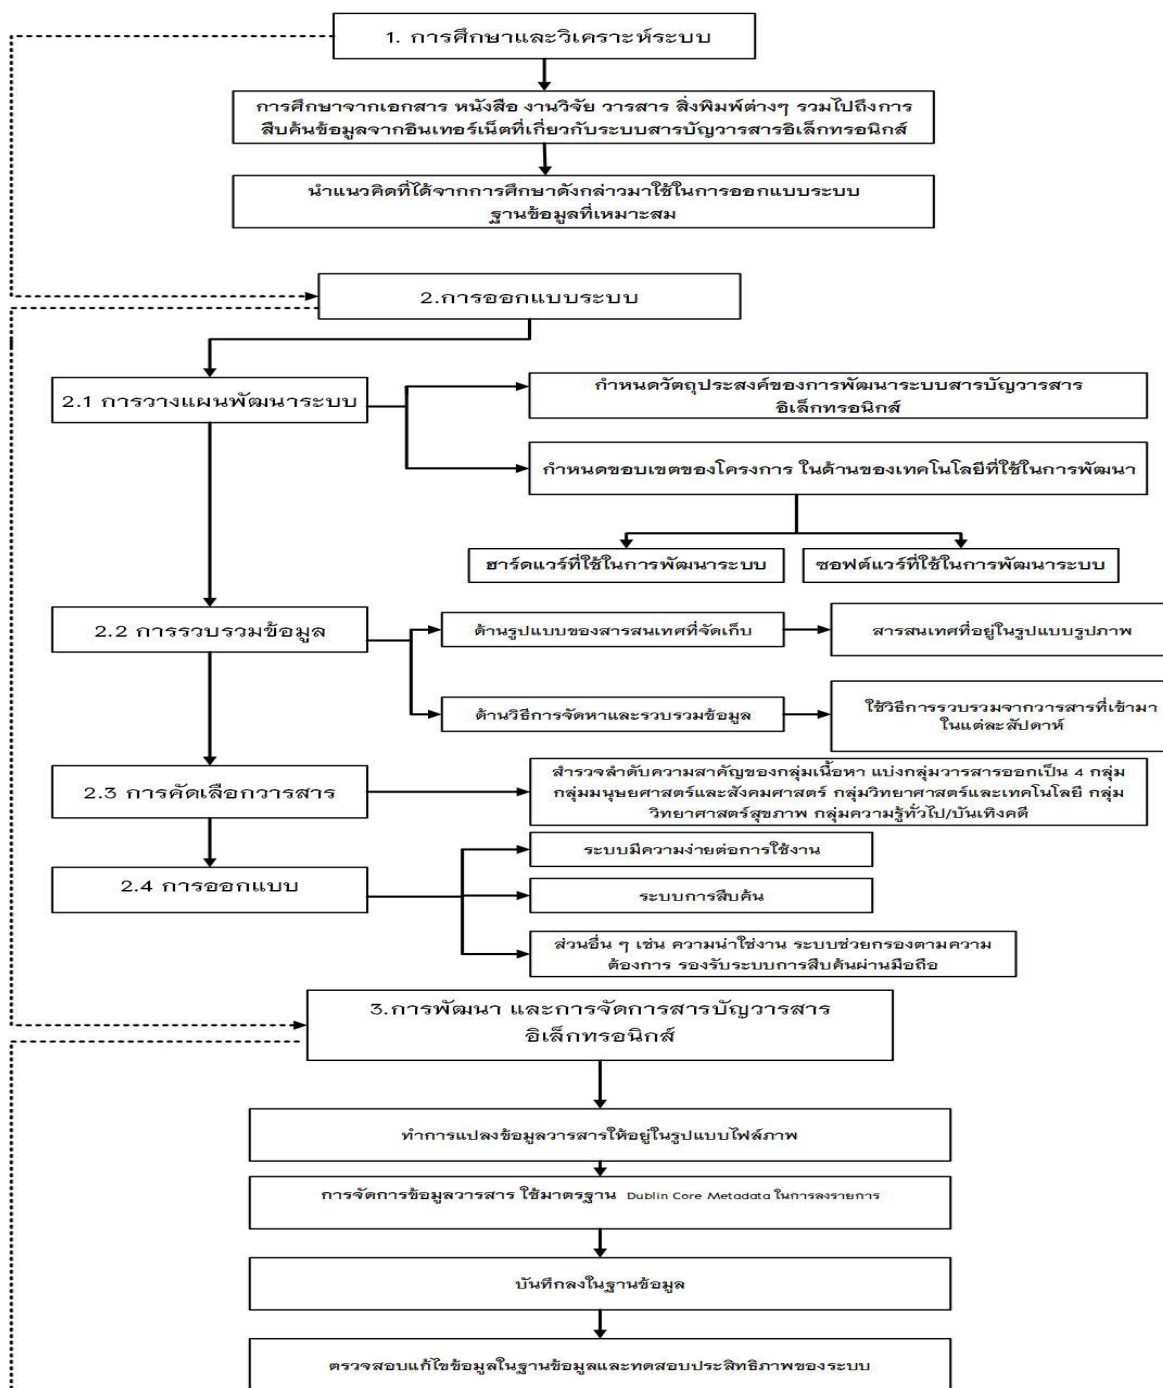 1. การศึกษาและวิเคราะห์ระบบ
การศึกษาจากเอกสาร หนังสือ งานวิจัย วารสาร สิ่งพิมพ์ต่างๆ รวมไปถึงการ
สืบค้นข้อมูลจากอินเทอร์เน็ตที่เกี่ยวกับระบบสารบัญวารสารอิเล็กทรอนิกส์
นำแนวคิดที่ได้จากการศึกษาดังกล่าวมาใช้ในการออกแบบระบบ
ฐานข้อมูลที่เหมาะสม
2.การออกแบบระบบ
2.1 การวางแผนพัฒนาระบบ
กำหนดวัตถุประสงค์ของการพัฒนาระบบสารบัญวารสาร
อิเล็กทรอนิกส์
กำหนดขอบเขตของโครงการ ในด้านของเทคโนโลยีที่ใช้ในการพัฒนา
ฮาร์ดแวร์ที่ใช้ในการพัฒนาระบบ
ซอฟต์แวร์ที่ใช้ในการพัฒนาระบบ
2.2 การรวบรวมข้อมูล
ด้านรูปแบบของสารสนเทศที่จัดเก็บ
สารสนเทศที่อยู่ในรูปแบบรูปภาพ
ด้านวิธีการจัดหาและรวบรวมข้อมูล
ใช้วิธีการรวบรวมจากวารสารที่เข้ามา
ในแต่ละสัปดาห์
2.3 การคัดเลือกวารสาร
สำรวจลำดับความสาคัญของกลุ่มเนื้อหา แบ่งกลุ่มวารสารออกเป็น 4 กลุ่ม
กลุ่มมนุษยศาสตร์และสังคมศาสตร์ กลุ่มวิทยาศาสตร์และเทคโนโลยี กลุ่ม
วิทยาศาสตร์สุขภาพ กลุ่มความรู้ทั่วไป/บันเทิงคดี
2.4 การออกแบบ
ระบบมีความง่ายต่อการใช้งาน
ระบบการสืบค้น
ส่วนอื่น ๆ เช่น ความน่าใช้งาน ระบบช่วยกรองตามความ
ต้องการ รองรับระบบการสืบค้นผ่านมือถือ
3.การพัฒนา และการจัดการสารบัญวารสาร
อิเล็กทรอนิกส์
ทำการแปลงข้อมูลวารสารให้อยู่ในรูปแบบไฟล์ภาพ
การจัดการข้อมูลวารสาร ใช้มาตรฐาน Dublin Core Metadata ในการลงรายการ
บันทึกลงในฐานข้อมูล
ตรวจสอบแก้ไขข้อมูลในฐานข้อมูลและทดสอบประสิทธิภาพของระบบ